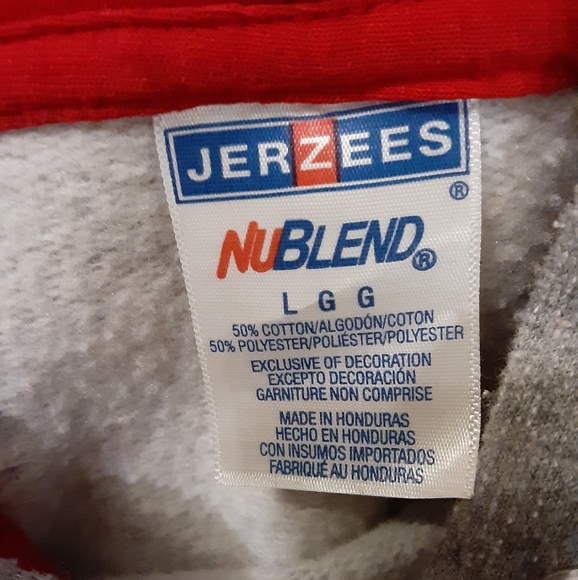 JERZEES
®
NUBLEND®
L G G
50% COTTON/ALGODÓN/COTON
50% POLYESTER/POLIÉSTER/POLYESTER
EXCLUSIVE OF DECORATION
EXCEPTO DECORACIÓN
GARNITURE NON COMPRISE
MADE IN HONDURAS
HECHO EN HONDURAS
CON INSUMOS IMPORTADOS
FABRIQUÉ AU HONDURAS